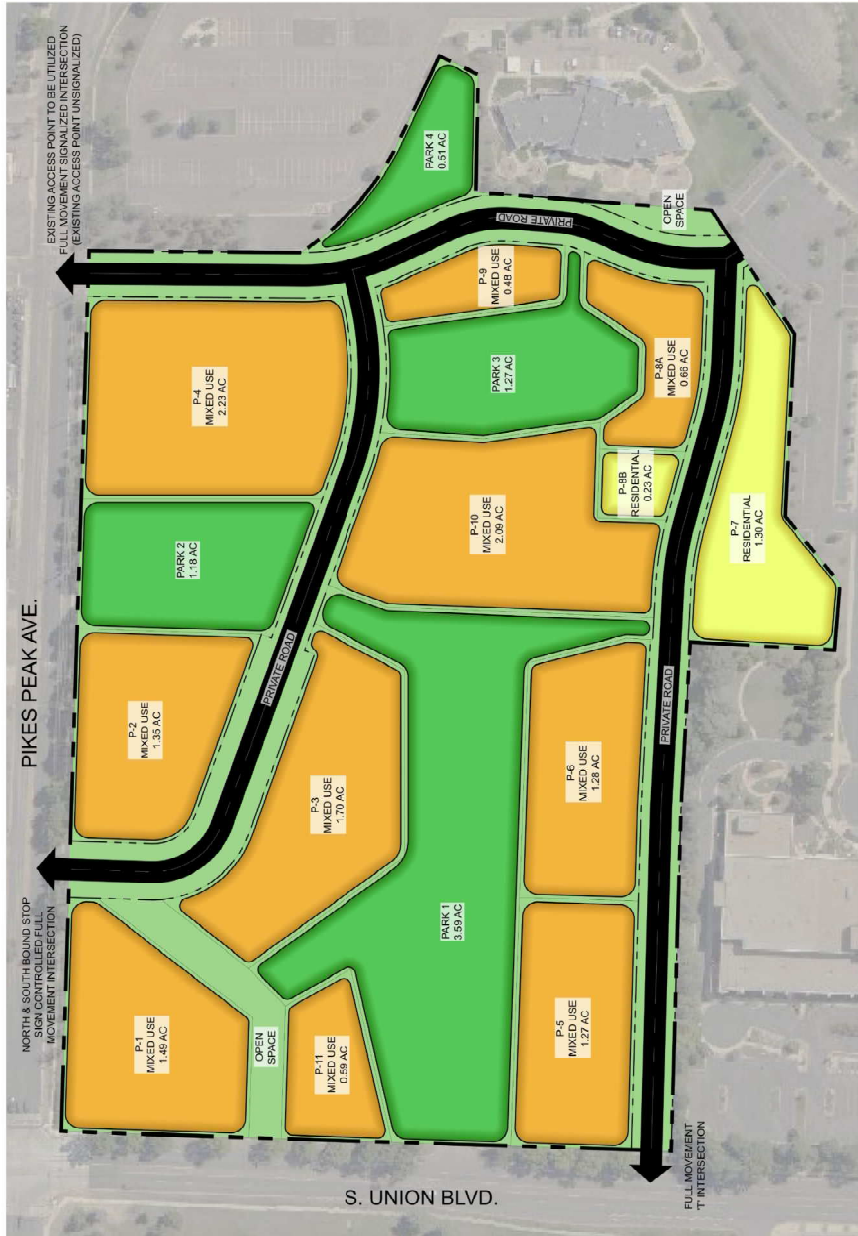 EXISTING ACCESS POINT TO BE UTILIZED
FULL MOVEMENT SIGNALIZED INTERSECTION
(EXISTING ACCESS POINT UNSIGNALIZED)
PARK 4
0.51 AC
OPEN
SPACE
PRIVATE ROAD
P-9
MIXED USE
0.48 AC
P-8A
MIXED USE
0.66 AC
P-4
MIXED USE
2.23 AC
PARK 3
1.27 AC
P-8B
RESIDENTIAL
0.23 AC
P-7
RESIDENTIAL
1.30 AC
PARK 2
1.18 AC
P-10
MIXED USE
2.09 AC
PIKES PEAK AVE.
P-2
MIXED USE
1.35 AC
PRIVATE ROAD
P-3
MIXED USE
1.70 AC
P-6
MIXED USE
1.28 AC
PRIVATE ROAD
NORTH & SOUTH BOUND STOP
SIGN CONTROLLED FULL
MOVEMENT INTERSECTION
PARK 1
3.59 AC
P-1
MIXED USE
1.49 AC
OPEN
SPACE
P-11
MIXED USE
0.59 AC
P-5
MIXED USE
1.27 AC
FULL MOVEMENT
'T' INTERSECTION
S. UNION BLVD.